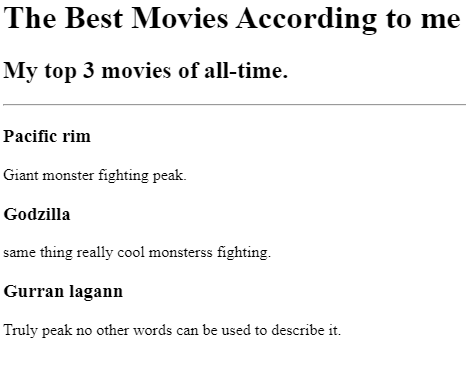 The Best Movies According to me
My top 3 movies of all-time.
Pacific rim
Giant monster fighting peak.
Godzilla
same thing really cool monsterss fighting.
Gurran lagann
Truly peak no other words can be used to describe it.